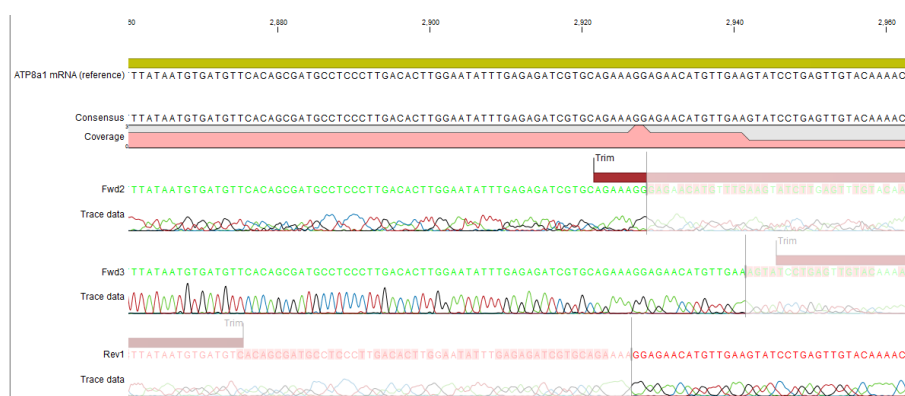 2,880 2,900 2,920 2,940 2,960
ATP8a1 mRNA (reference) TTATAATGTGATGTTCACAGCGATGCCTCCCTTGACACTTGGAATATTTGAGAGATCGTGCAGAAAGGAGAACATGTTGAAGTATCCTGAGTTGTACAAAAC
Consensus TTATAATGTGATGTTCACAGCGATGCCTCCCTTGACACTTGGAATATTTGAGAGATCGTGCAGAAAGGAGAACATGTTGAAGTATCCTGAGTTGTACAAAAC
Coverage
Trim
Fwd2 TTATAATGTGATGTTCACAGCGATGCCTCCCTTGACACTTGGAATATTTGAGAGATCGTGCAGAAAGG
Trace data
Trim
Fwd3 TTATAATGTGATGTTCACAGCGATGCCTCCCTTGACACTTGGAATATTTGAGAGATCGTGCAGAAAGGAGAACATGTTGAA
Trace data
Trim
Rev1 GGAGAACATGTTGAAGTATCCTGAGTTGTACAAAAC
Trace data